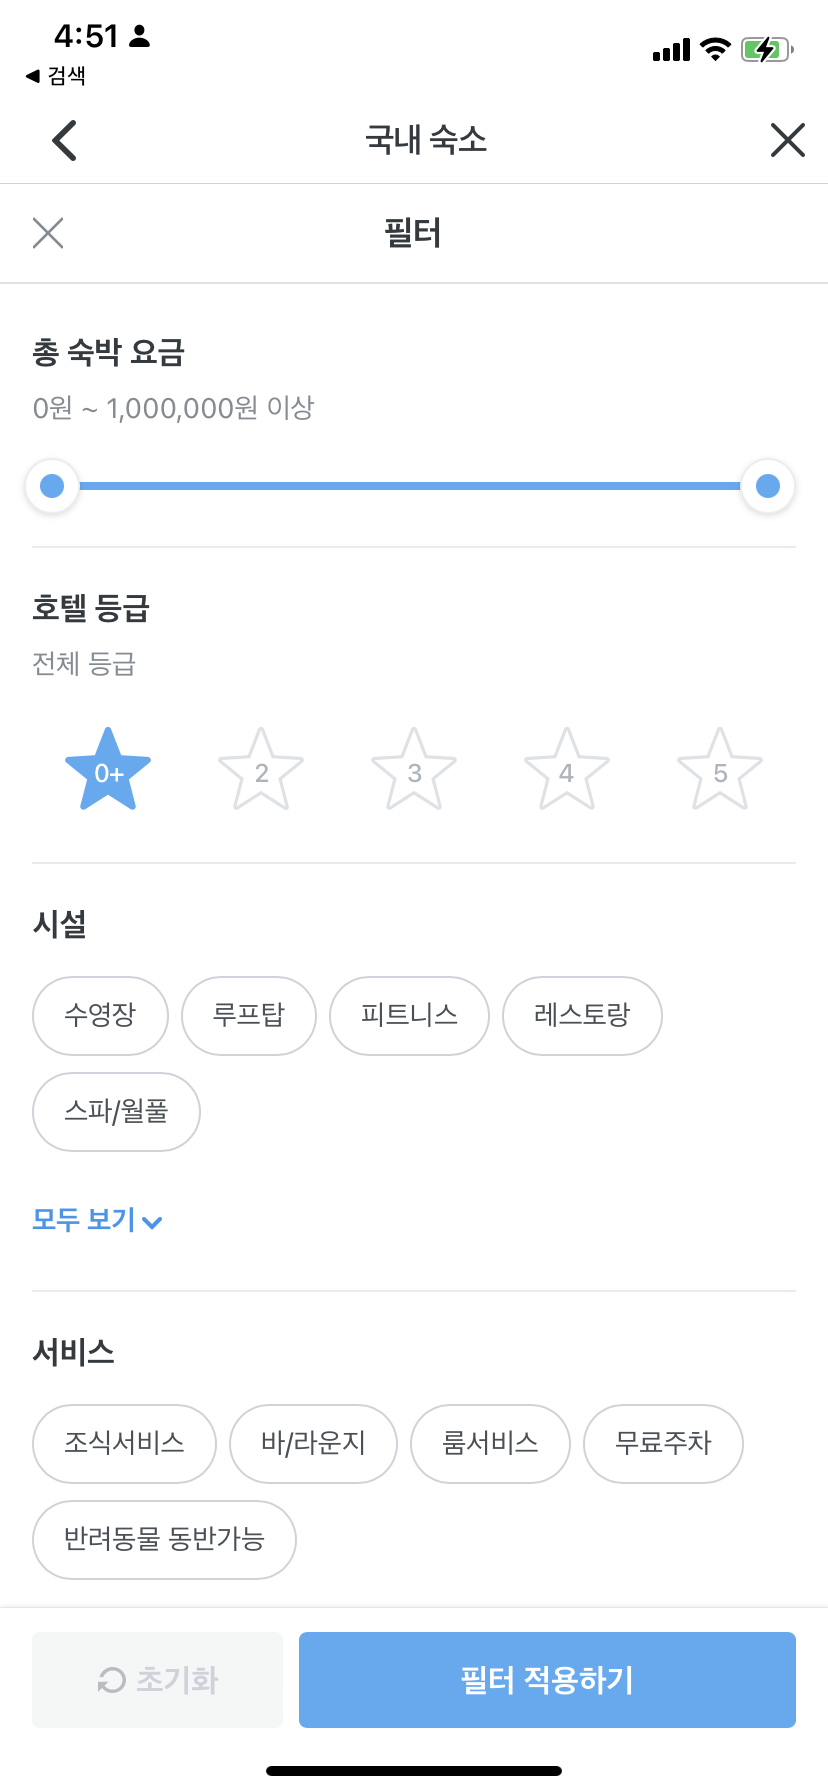 4:51
◀ 검색
국내 숙소
필터
총 숙박 요금
0원 ~ 1,000,000원 이상
호텔 등급
전체 등급
0+ 2 3 4 5
시설
수영장 루프탑 피트니스 레스토랑
스파/월풀
모두 보기
서비스
조식서비스 바/라운지 룸서비스 무료주차
반려동물 동반가능
초기화 필터 적용하기